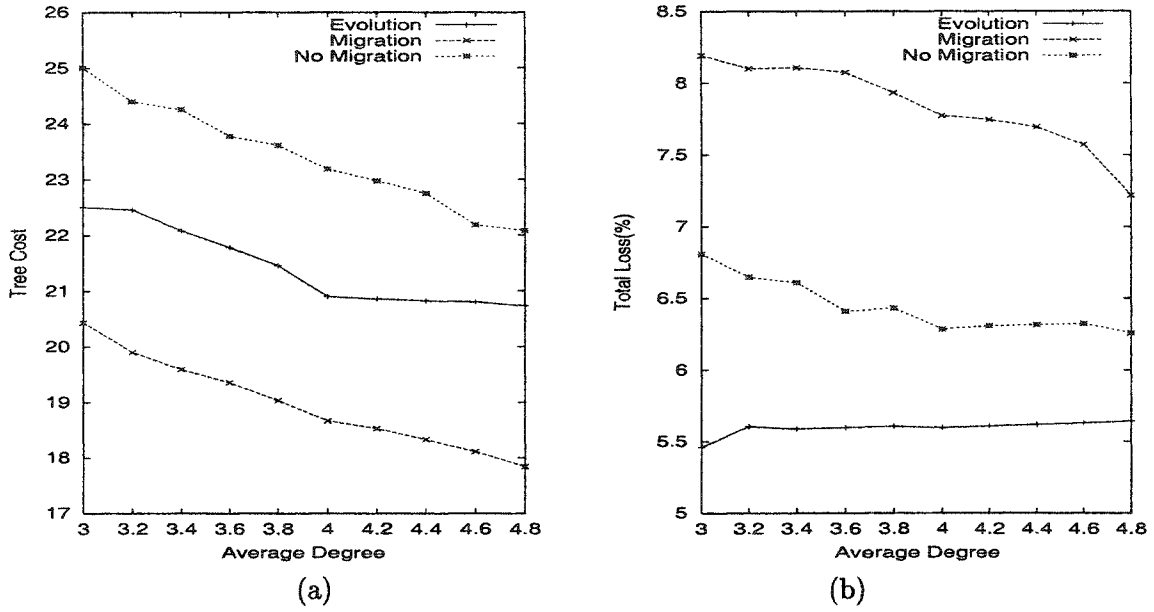 Evolution
Migration
No Migration
26
25
24
23
22
21
20
19
18
17
Tree Cost
3 3.2 3.4 3.6 3.8 4 4.2 4.4 4.6 4.8
Average Degree
(a)
Evolution
Migration
No Migration
8.5
8
7.5
7
6.5
6
5.5
5
Total Loss(%)
3 3.2 3.4 3.6 3.8 4 4.2 4.4 4.6 4.8
Average Degree
(b)